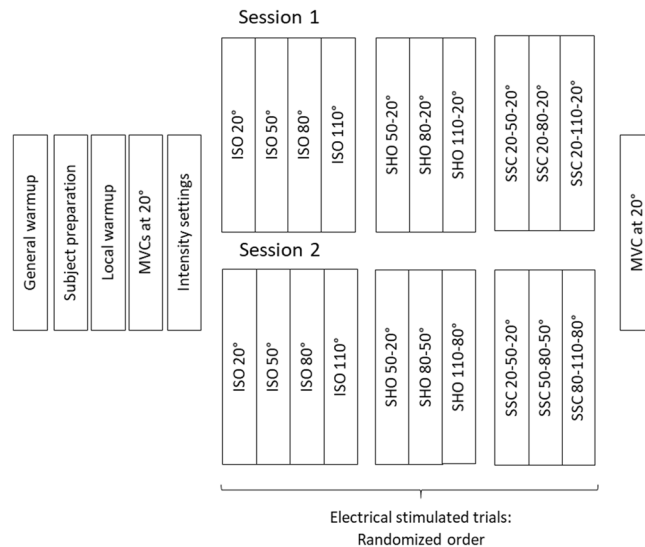 Session 1
General warmup
Subject preparation
Local warmup
MVCs at 20°
Intensity settings
ISO 20°
ISO 50°
ISO 80°
ISO 110°
SHO 50-20°
SHO 80-20°
SHO 110-20°
SSC 20-50-20°
SSC 20-80-20°
SSC 20-110-20°
MVC at 20°
Session 2
ISO 20°
ISO 50°
ISO 80°
ISO 110°
SHO 50-20°
SHO 80-50°
SHO 110-80°
SSC 20-50-20°
SSC 50-80-50°
SSC 80-110-80°
Electrical stimulated trials:
Randomized order